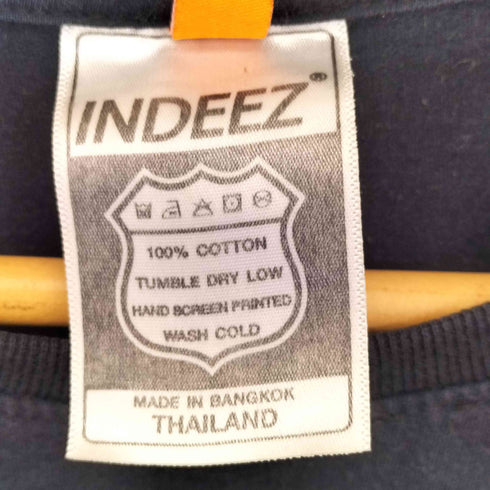 INDEEZ®
100% COTTON
TUMBLE DRY LOW
HAND SCREEN PRINTED
WASH COLD
MADE IN BANGKOK
THAILAND